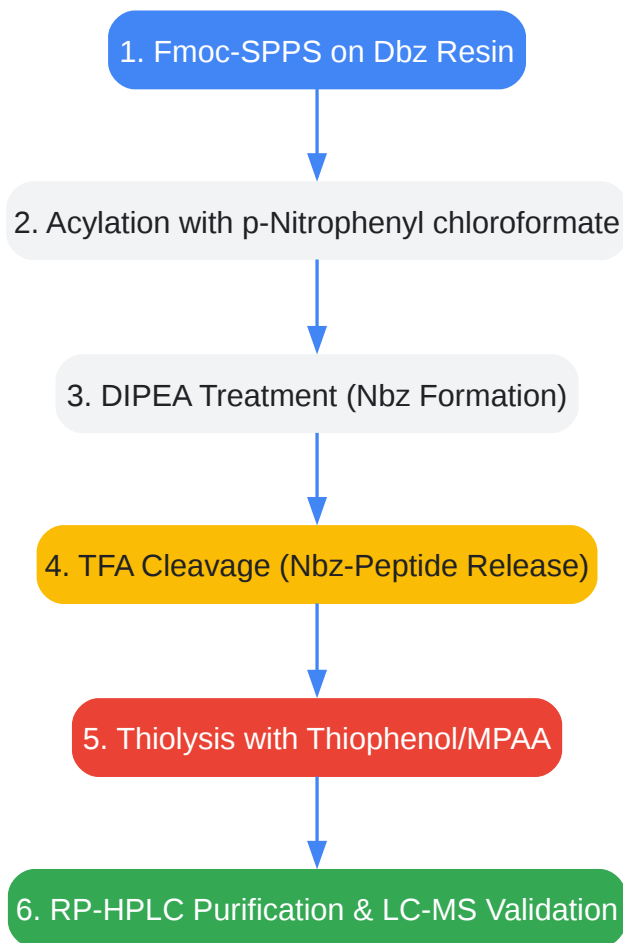 1. Fmoc-SPPS on Dbz Resin
2. Acylation with p-Nitrophenyl chloroformate
3. DIPEA Treatment (Nbz Formation)
4. TFA Cleavage (Nbz-Peptide Release)
5. Thiolysis with Thiophenol/MPAA
6. RP-HPLC Purification & LC-MS Validation